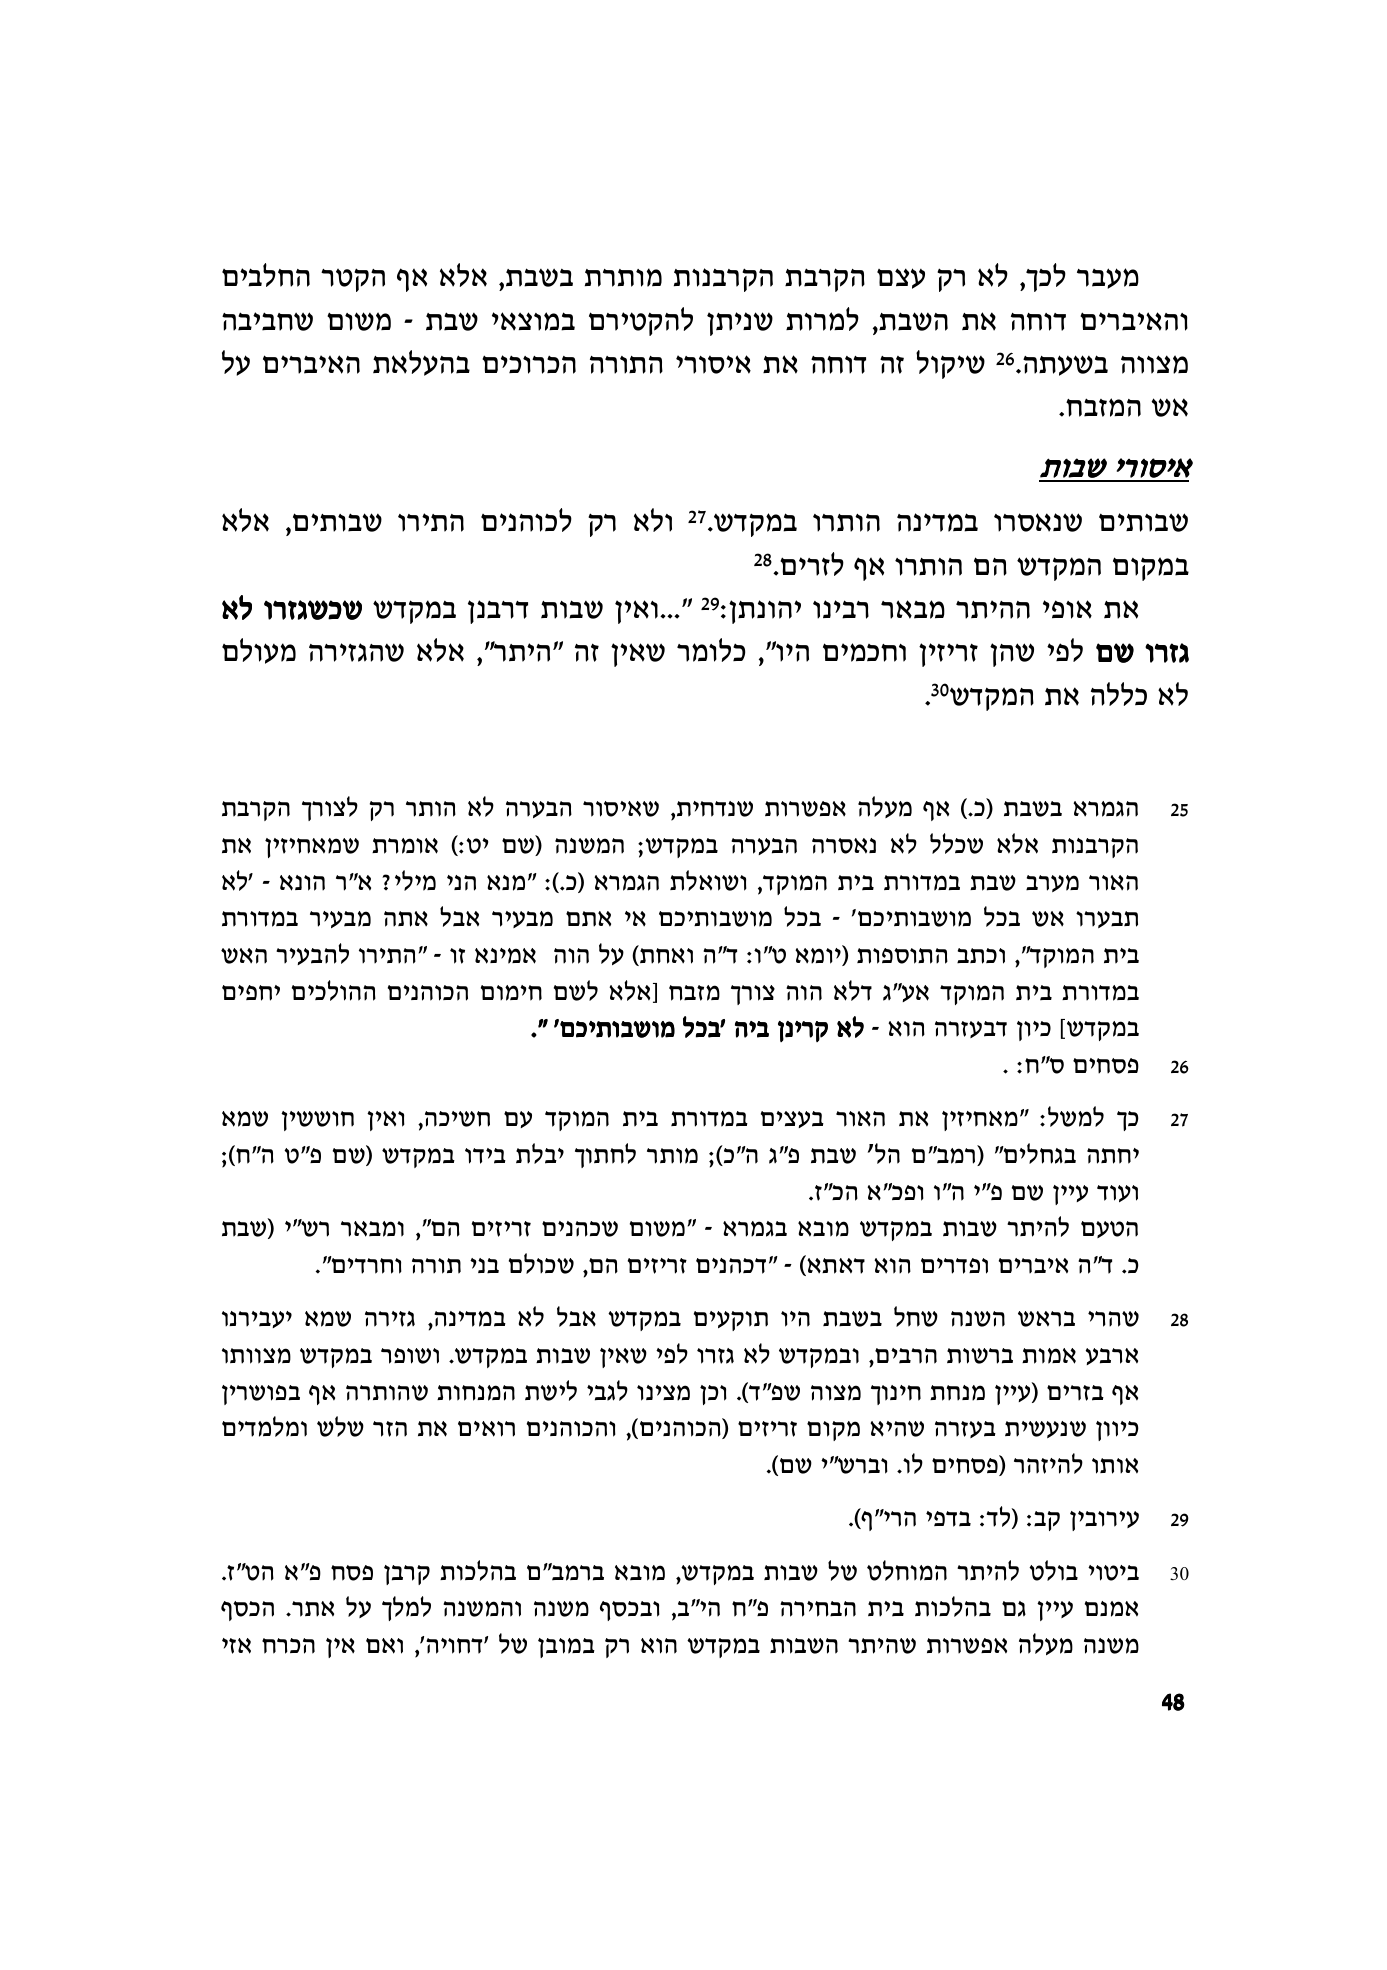 מעבר לכך, לא רק עצם הקרבת הקרבנות מותרת בשבת, אלא אף הקטר החלבים
והאיברים דוחה את השבת, למרות שניתן להקטירם במוצאי שבת - משום שחביבה
מצווה בשעתה.26 שיקול זה דוחה את איסורי התורה הכרוכים בהעלאת האיברים על
אש המזבח.
איסורי שבות
שבותים שנאסרו במדינה הותרו במקדש.27 ולא רק לכוהנים התירו שבותים, אלא
במקום המקדש הם הותרו אף לזרים.28
את אופי ההיתר מבאר רבינו יהונתן:29 "...ואין שבות דרבנן במקדש שכשגזרו לא
גזרו שם לפי שהן זריזין וחכמים היו", כלומר שאין זה "היתר", אלא שהגזירה מעולם
לא כללה את המקדש30.
25 הגמרא בשבת (כ.) אף מעלה אפשרות שנדחית, שאיסור הבערה לא הותר רק לצורך הקרבת
הקרבנות אלא שכלל לא נאסרה הבערה במקדש; המשנה (שם יט:) אומרת שמאחיזין את
האור מערב שבת במדורת בית המוקד, ושואלת הגמרא (כ.): "מנא הני מילי? א"ר הונא - 'לא
תבערו אש בכל מושבותיכם' - בכל מושבותיכם אי אתם מבעיר אבל אתה מבעיר במדורת
בית המוקד", וכתב התוספות (יומא ט"ו: ד"ה ואחת) על הוה אמינא זו - "התירו להבעיר האש
במדורת בית המוקד אע"ג דלא הוה צורך מזבח [אלא לשם חימום הכוהנים ההולכים יחפים
במקדש] כיון דבעזרה הוא - לא קרינן ביה 'בכל מושבותיכם' ".
26 פסחים ס"ח: .
27 כך למשל: "מאחיזין את האור בעצים במדורת בית המוקד עם חשיכה, ואין חוששין שמא
יחתה בגחלים" (רמב"ם הל' שבת פ"ג ה"כ); מותר לחתוך יבלת בידו במקדש (שם פ"ט ה"ח);
ועוד עיין שם פ"י ה"ו ופכ"א הכ"ז.
הטעם להיתר שבות במקדש מובא בגמרא - "משום שכהנים זריזים הם", ומבאר רש"י (שבת
כ. ד"ה איברים ופדרים הוא דאתא) - "דכהנים זריזים הם, שכולם בני תורה וחרדים".
28 שהרי בראש השנה שחל בשבת היו תוקעים במקדש אבל לא במדינה, גזירה שמא יעבירנו
ארבע אמות ברשות הרבים, ובמקדש לא גזרו לפי שאין שבות במקדש. ושופר במקדש מצוותו
אף בזרים (עיין מנחת חינוך מצוה שפ"ד). וכן מצינו לגבי לישת המנחות שהותרה אף בפושרין
כיוון שנעשית בעזרה שהיא מקום זריזים (הכוהנים), והכוהנים רואים את הזר שלש ומלמדים
אותו להיזהר (פסחים לו. וברש"י שם).
29 עירובין קב: (לד: בדפי הרי"ף).
30 ביטוי בולט להיתר המוחלט של שבות במקדש, מובא ברמב"ם בהלכות קרבן פסח פ"א הט"ז.
אמנם עיין גם בהלכות בית הבחירה פ"ח הי"ב, ובכסף משנה והמשנה למלך על אתר. הכסף
משנה מעלה אפשרות שהיתר השבות במקדש הוא רק במובן של 'דחויה', ואם אין הכרח אזי
48